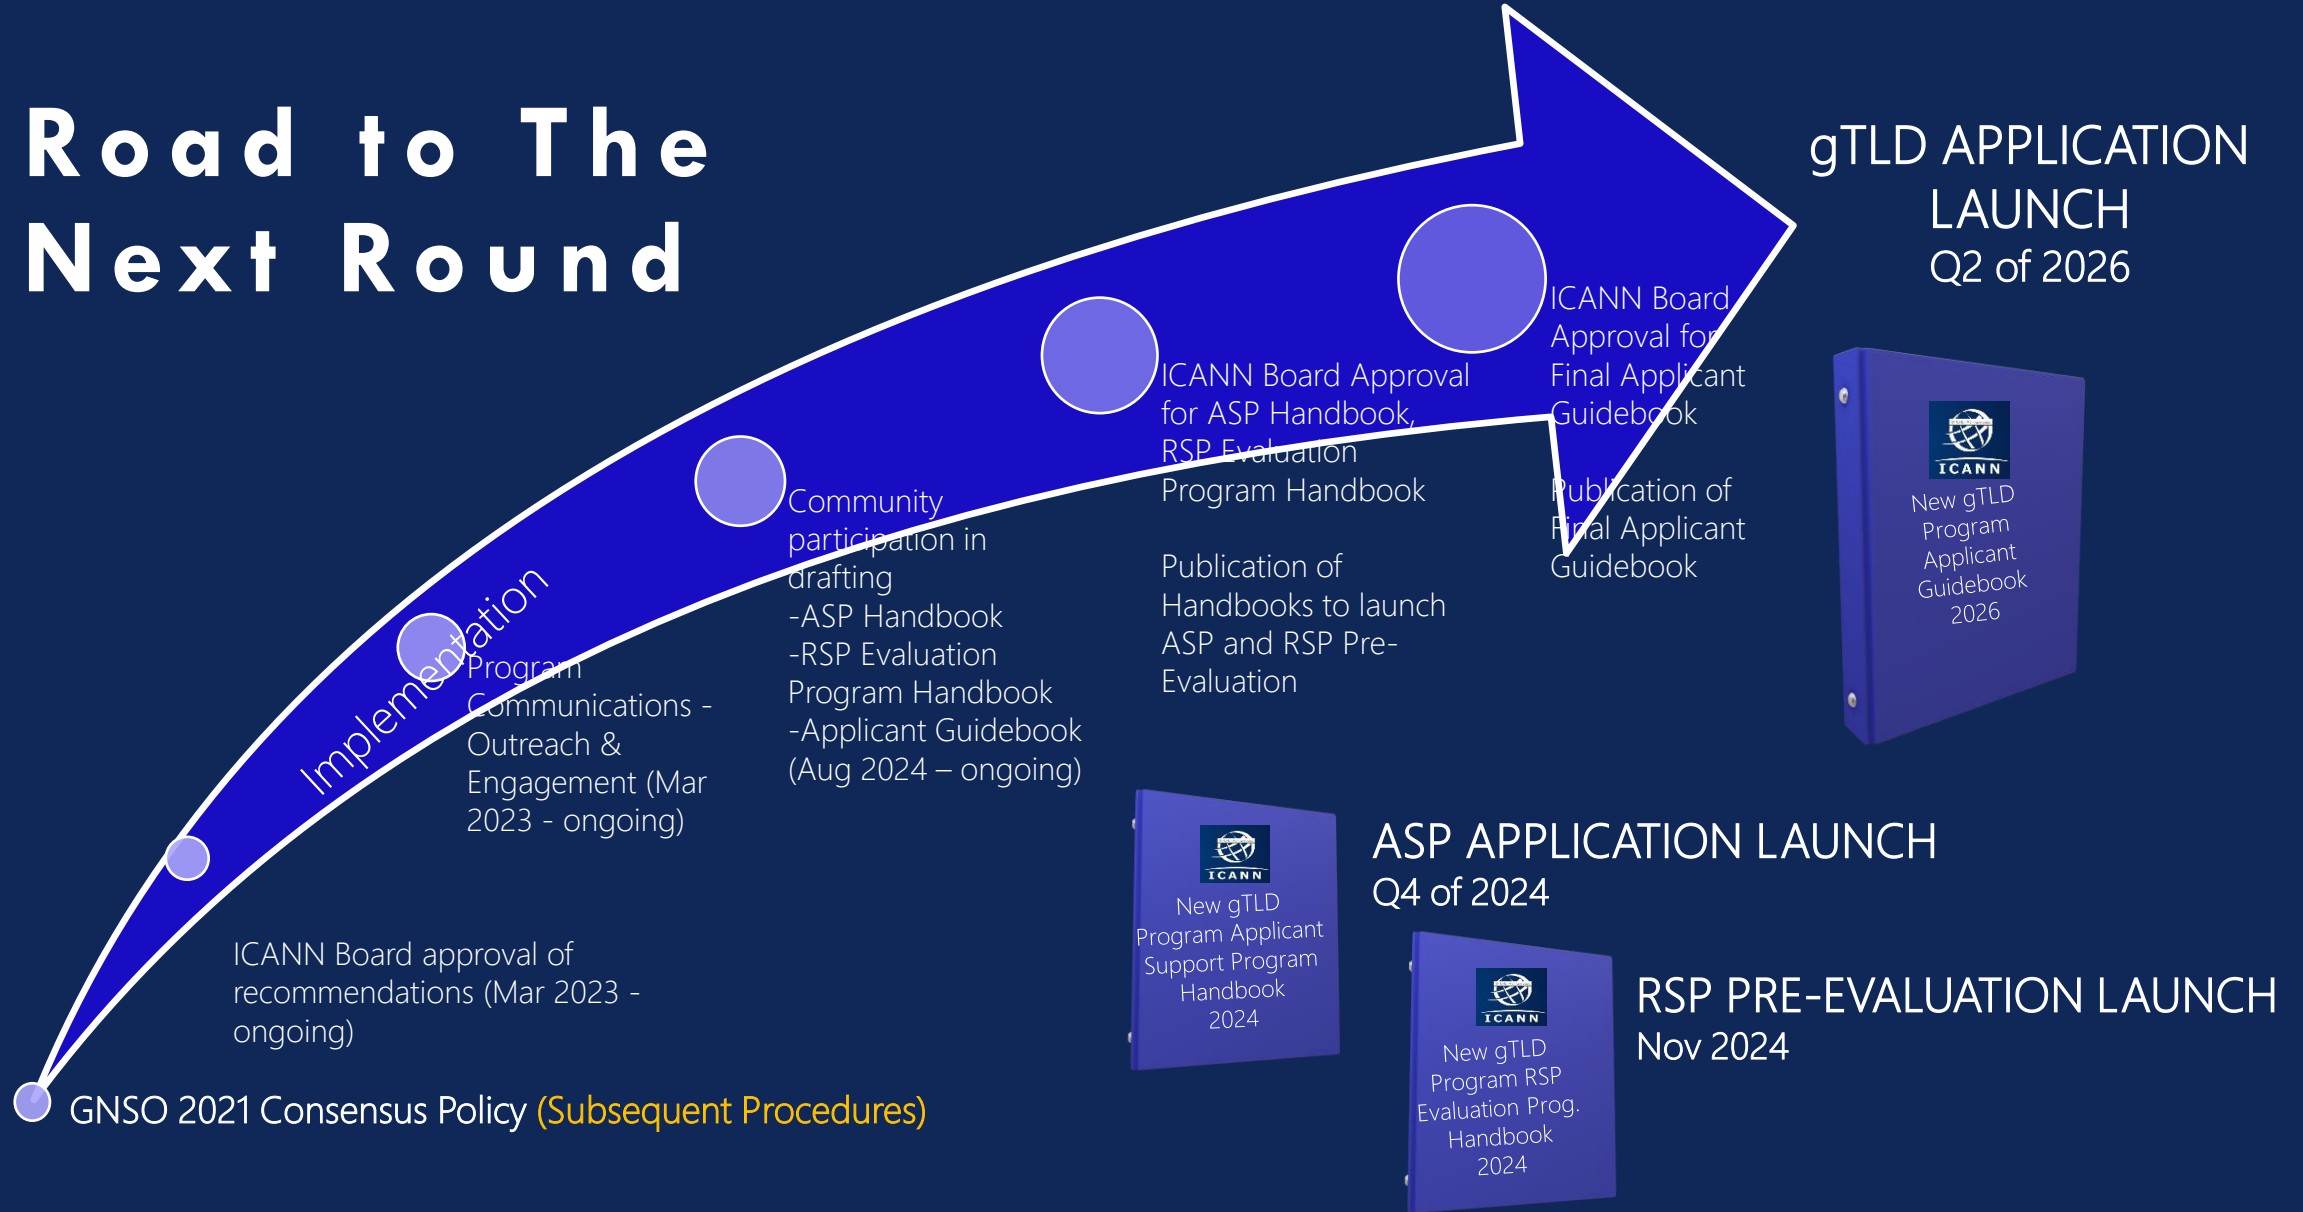 Road to The
Next Round
gTLD APPLICATION
LAUNCH
Q2 of 2026
Implementation
GNSO 2021 Consensus Policy (Subsequent Procedures)
ICANN Board approval of
recommendations (Mar 2023 -
ongoing)
Program
Communications -
Outreach &
Engagement (Mar
2023 - ongoing)
Community
participation in
drafting
-ASP Handbook
-RSP Evaluation
Program Handbook
-Applicant Guidebook
(Aug 2024 – ongoing)
ICANN Board Approval
for ASP Handbook,
RSP Evaluation
Program Handbook
Publication of
Handbooks to launch
ASP and RSP Pre-
Evaluation
ICANN Board
Approval for
Final Applicant
Guidebook
Publication of
Final Applicant
Guidebook
ICANN
New gTLD
Program
Applicant
Guidebook
2026
ICANN
New gTLD
Program Applicant
Support Program
Handbook
2024
ASP APPLICATION LAUNCH
Q4 of 2024
ICANN
New gTLD
Program RSP
Evaluation Prog.
Handbook
2024
RSP PRE-EVALUATION LAUNCH
Nov 2024